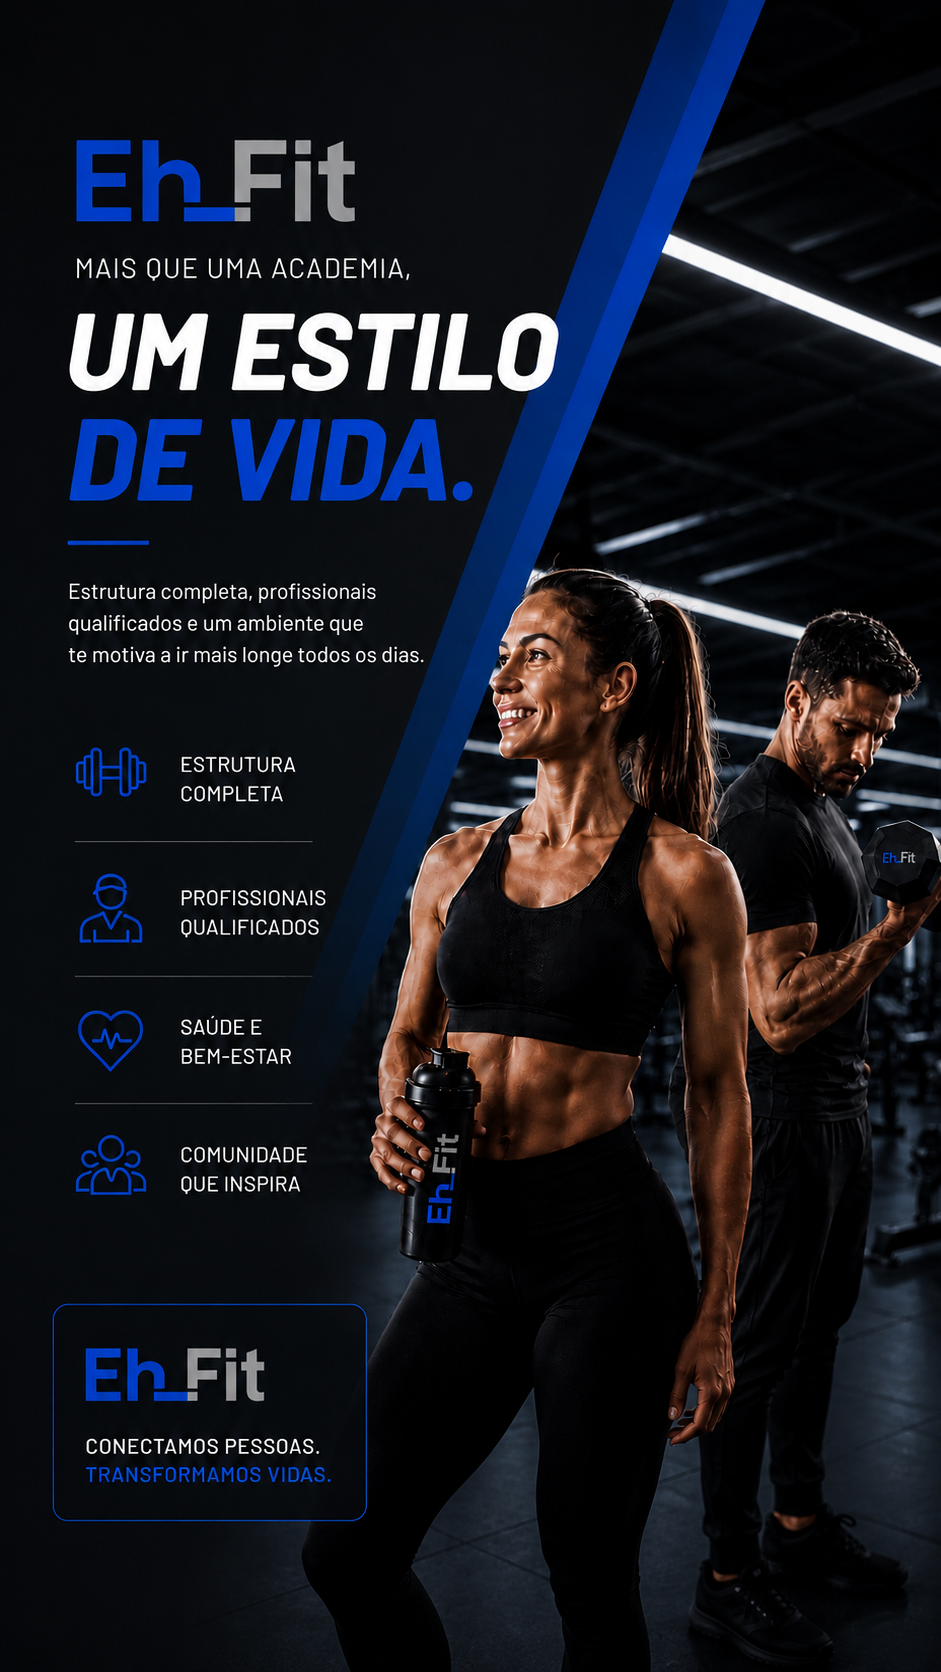 Eh_Fit
MAIS QUE UMA ACADEMIA,
UM ESTILO
DE VIDA.
Estrutura completa, profissionais
qualificados e um ambiente que
te motiva a ir mais longe todos os dias.
ESTRUTURA
COMPLETA
PROFISSIONAIS
QUALIFICADOS
SAÚDE E
BEM-ESTAR
COMUNIDADE
QUE INSPIRA
Eh_Fit
Eh_Fit
Eh_Fit
CONECTAMOS PESSOAS.
TRANSFORMAMOS VIDAS.